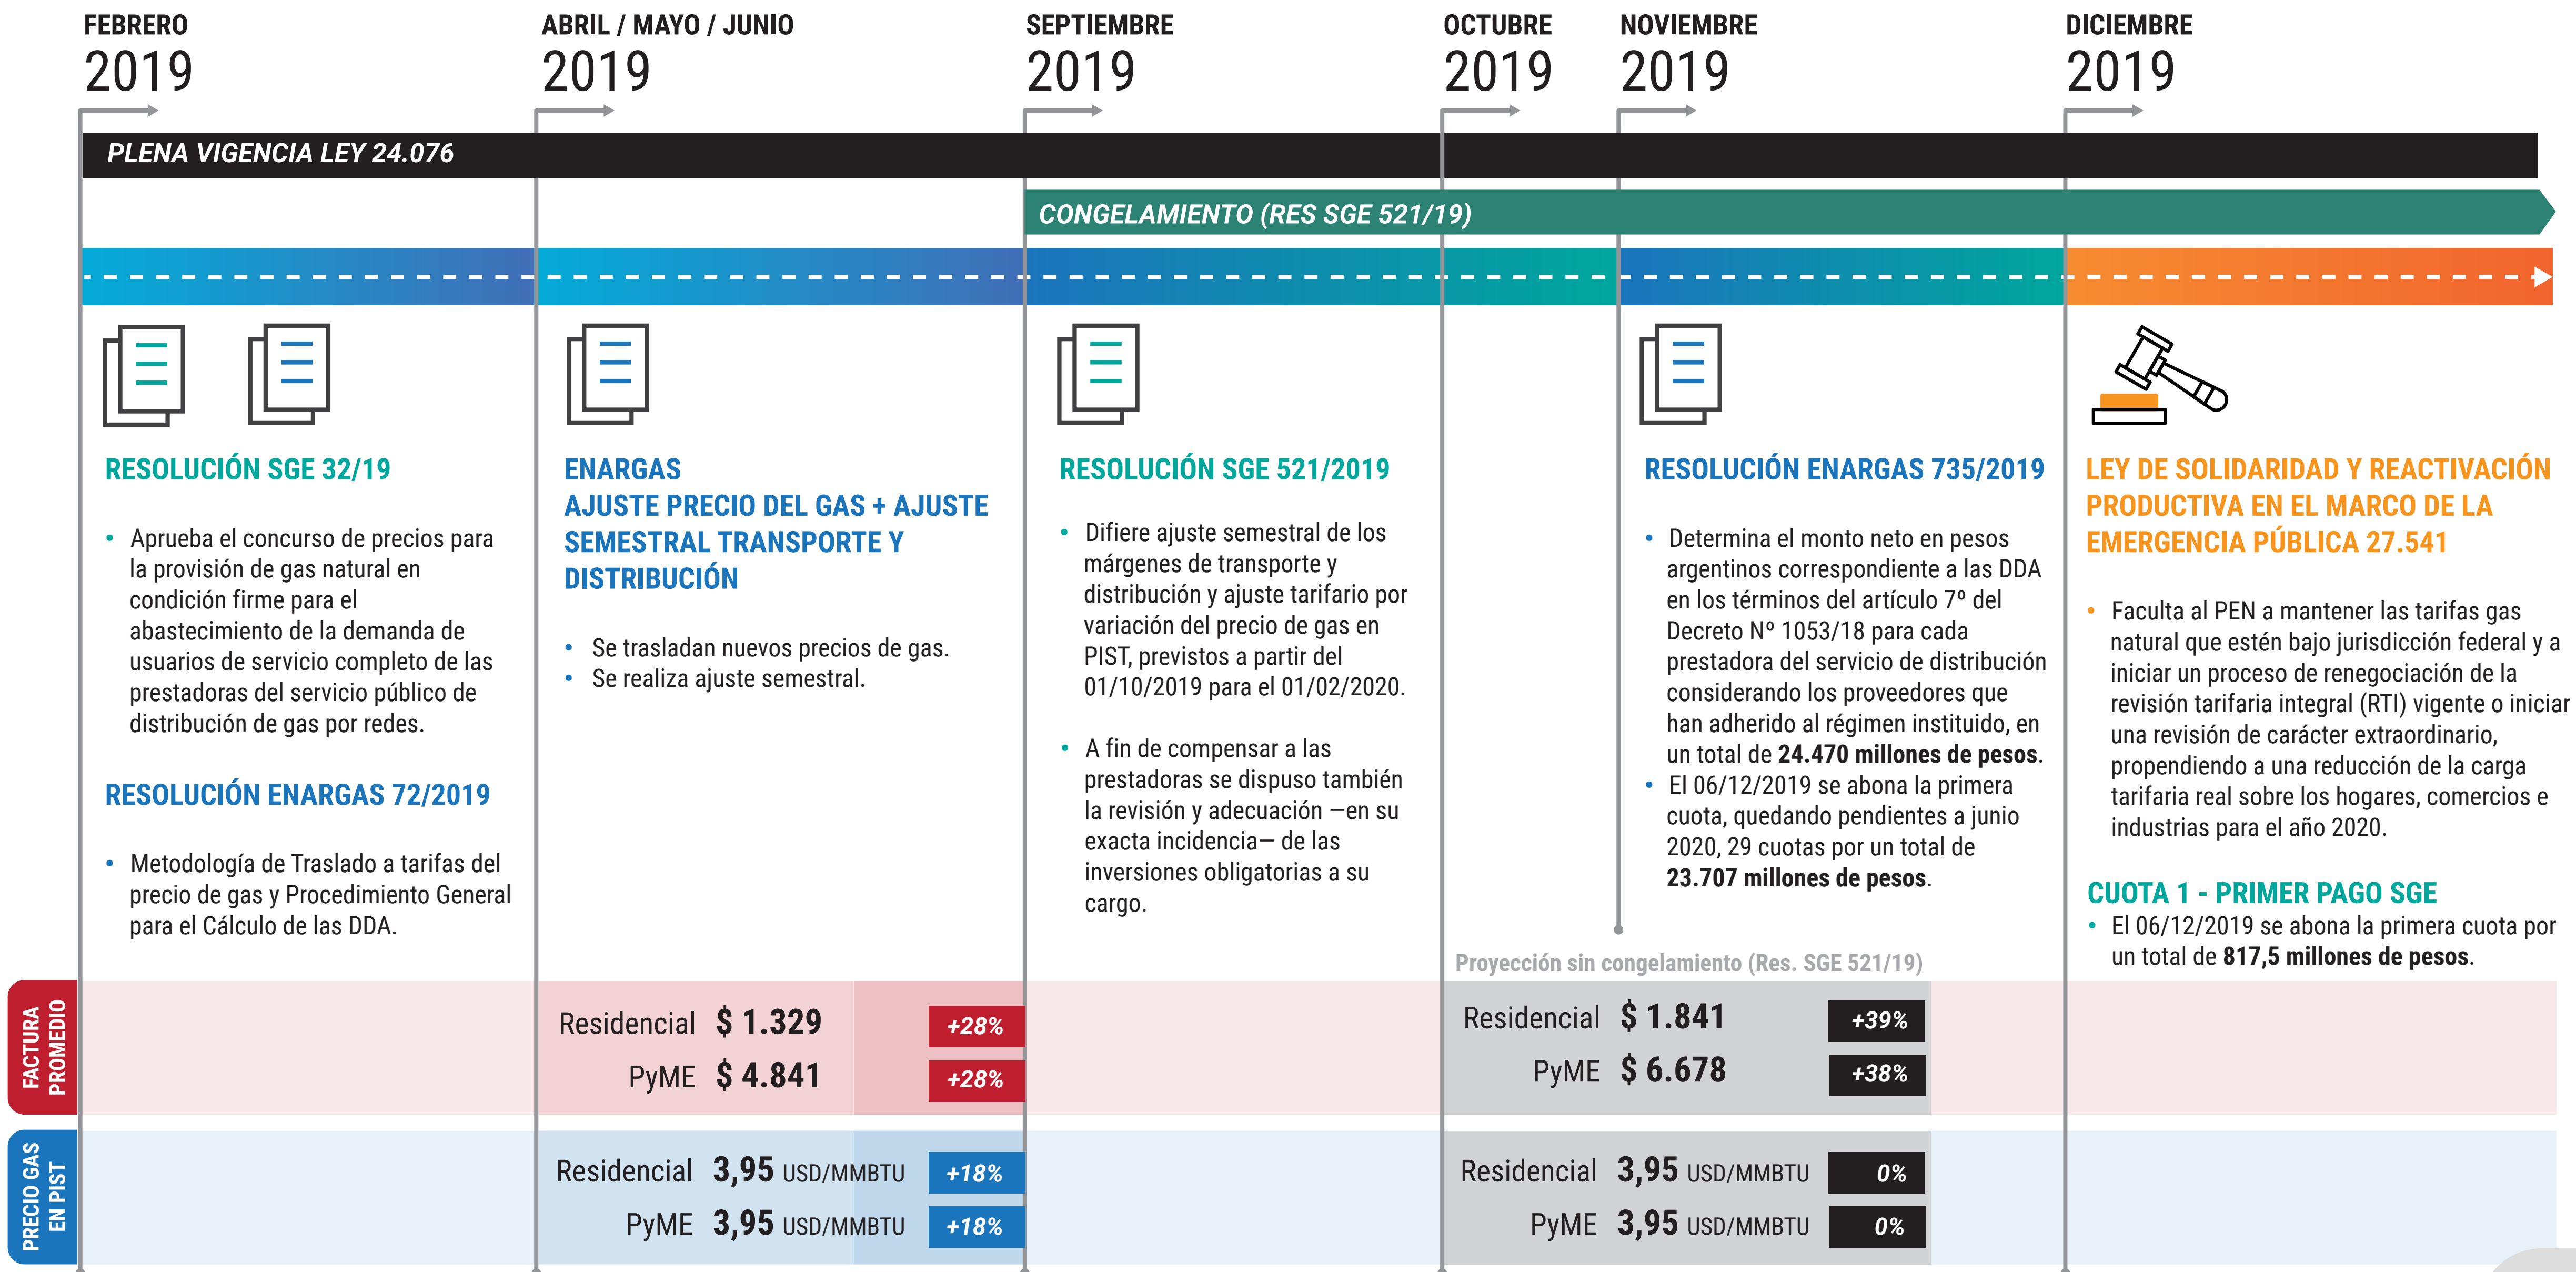 FEBRERO
2019
ABRIL / MAYO / JUNIO
2019
SEPTIEMBRE
2019
OCTUBRE
2019
NOVIEMBRE
2019
DICIEMBRE
2019
PLENA VIGENCIA LEY 24.076
CONGELAMIENTO (RES SGE 521/19)
RESOLUCIÓN SGE 32/19
• Aprueba el concurso de precios para
la provisión de gas natural en
condición firme para el
abastecimiento de la demanda de
usuarios de servicio completo de las
prestadoras del servicio público de
distribución de gas por redes.
RESOLUCIÓN ENARGAS 72/2019
• Metodología de Traslado a tarifas del
precio de gas y Procedimiento General
para el Cálculo de las DDA.
ENARGAS
AJUSTE PRECIO DEL GAS + AJUSTE
SEMESTRAL TRANSPORTE Y
DISTRIBUCIÓN
• Se trasladan nuevos precios de gas.
• Se realiza ajuste semestral.
RESOLUCIÓN SGE 521/2019
• Difiere ajuste semestral de los
márgenes de transporte y
distribución y ajuste tarifario por
variación del precio de gas en
PIST, previstos a partir del
01/10/2019 para el 01/02/2020.
• A fin de compensar a las
prestadoras se dispuso también
la revisión y adecuación —en su
exacta incidencia— de las
inversiones obligatorias a su
cargo.
RESOLUCIÓN ENARGAS 735/2019
• Determina el monto neto en pesos
argentinos correspondiente a las DDA
en los términos del artículo 7º del
Decreto Nº 1053/18 para cada
prestadora del servicio de distribución
considerando los proveedores que
han adherido al régimen instituido, en
un total de 24.470 millones de pesos.
• El 06/12/2019 se abona la primera
cuota, quedando pendientes a junio
2020, 29 cuotas por un total de
23.707 millones de pesos.
LEY DE SOLIDARIDAD Y REACTIVACIÓN
PRODUCTIVA EN EL MARCO DE LA
EMERGENCIA PÚBLICA 27.541
• Faculta al PEN a mantener las tarifas gas
natural que estén bajo jurisdicción federal y a
iniciar un proceso de renegociación de la
revisión tarifaria integral (RTI) vigente o iniciar
una revisión de carácter extraordinario,
propendiendo a una reducción de la carga
tarifaria real sobre los hogares, comercios e
industrias para el año 2020.
CUOTA 1 - PRIMER PAGO SGE
• El 06/12/2019 se abona la primera cuota por
un total de 817,5 millones de pesos.
Proyección sin congelamiento (Res. SGE 521/19)
FACTURA
PROMEDIO
Residencial $ 1.329 +28%
PyME $ 4.841 +28%
Residencial $ 1.841 +39%
PyME $ 6.678 +38%
PRECIO GAS
EN PIST
Residencial 3,95 USD/MMBTU +18%
PyME 3,95 USD/MMBTU +18%
Residencial 3,95 USD/MMBTU 0%
PyME 3,95 USD/MMBTU 0%